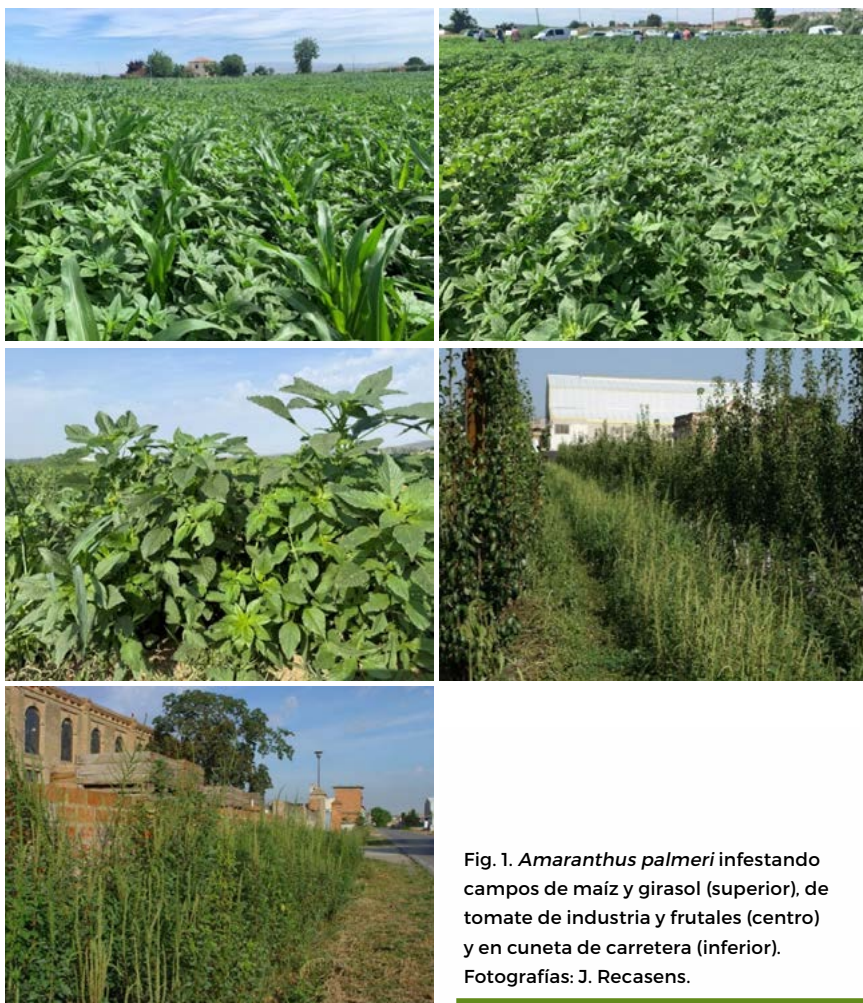 Fig. 1. Amaranthus palmeri infestando
campos de maíz y girasol (superior), de
tomate de industria y frutales (centro)
y en cuneta de carretera (inferior).
Fotografías: J. Recasens.